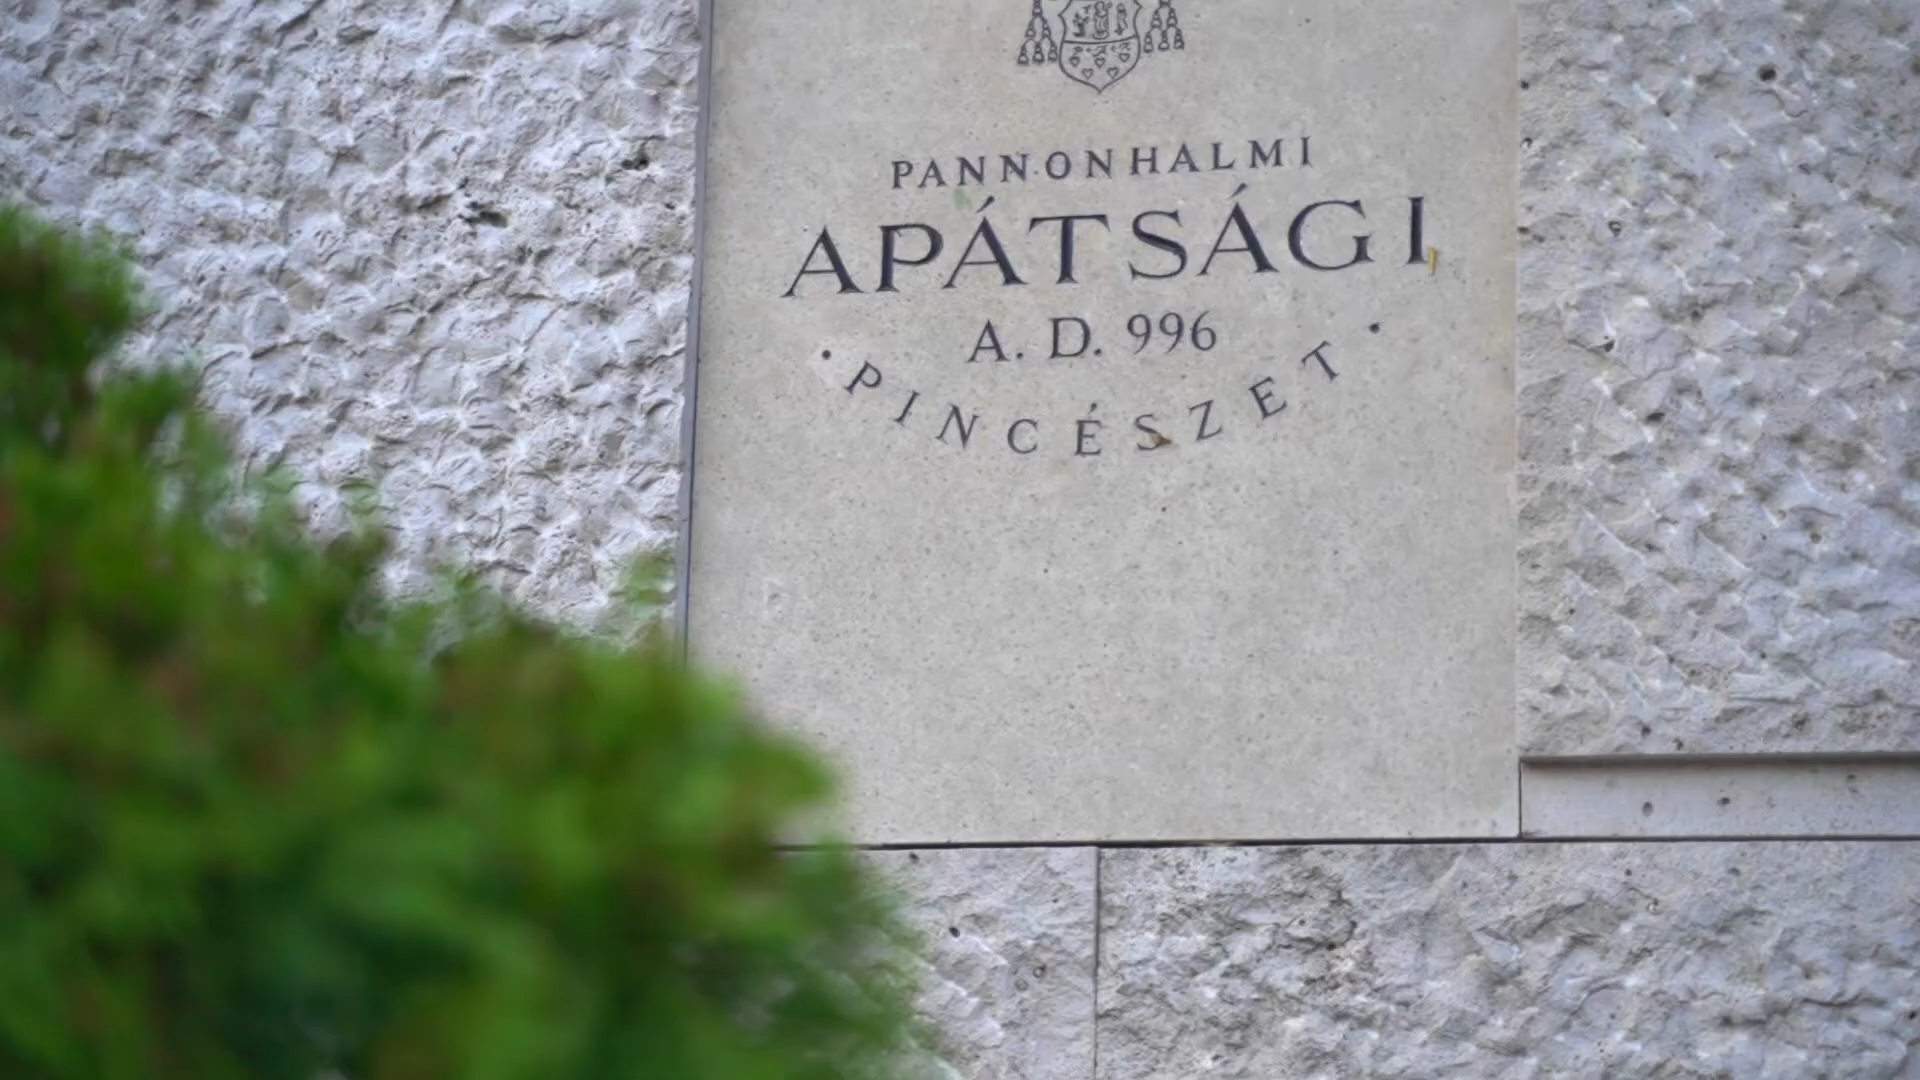 PANNONHALMI
APÁTSÁGI
A. D. 996
• PINCÉSZET •